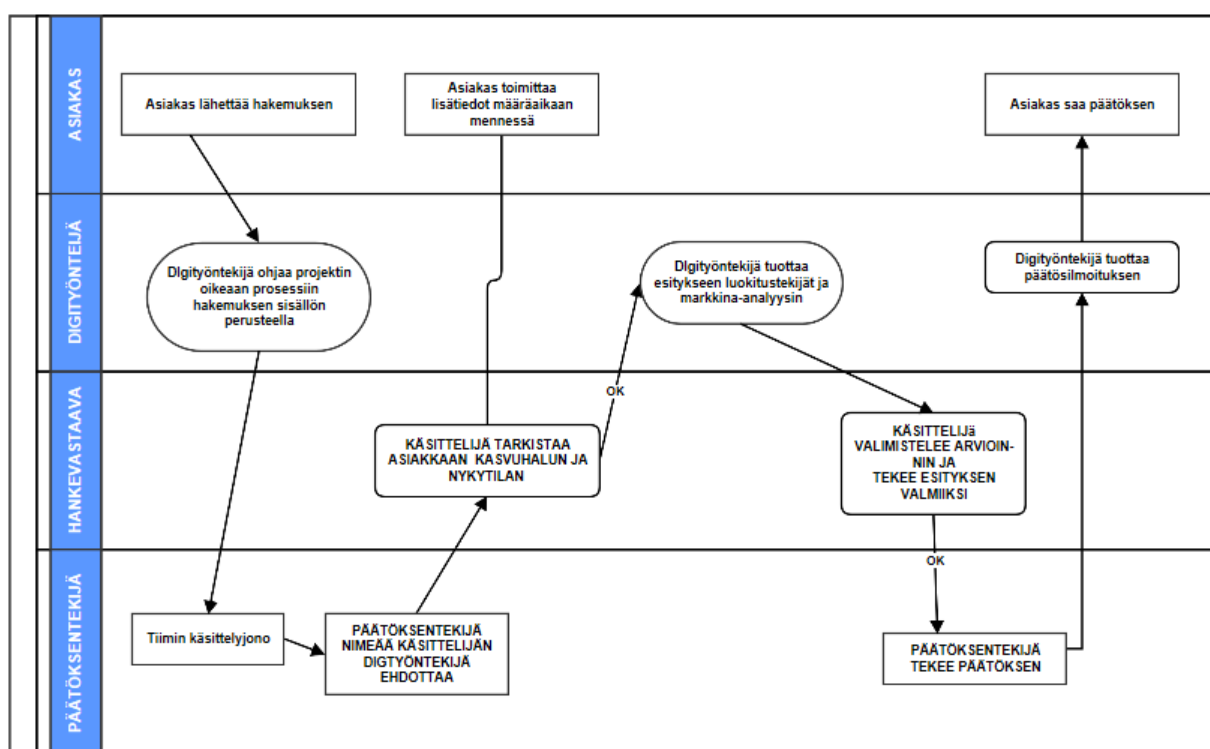 ASIAKAS
Asiakas lähettää hakemuksen
Asiakas toimittaa
lisätiedot määräaikaan
mennessä
Asiakas saa päätöksen
DIGITYÖNTEIJÄ
DIgityöntekijä ohjaa projektin
oikeaan prosessiin
hakemuksen sisällön
perusteella
DIgityöntekijä tuottaa
esitykseen luokitustekijät ja
markkina-analyysin
Digityöntekijä tuottaa
päätösilmoituksen
HANKEVASTAAVA
KÄSITTELIJÄ TARKISTAA
ASIAKKAAN KASVUHALUN JA
NYKYTILAN
OK
KÄSITTELIJä
VALIMISTELEE ARVIOIN-
NIN JA
TEKEE ESITYKSEN
VALMIIKSI
OK
PÄÄTÖKSENTEKIJÄ
Tiimin käsittelyjono
PÄÄTÖKSENTEKIJÄ
NIMEÄÄ KÄSITTELIJÄN
DIGTYÖNTEKIJÄ
EHDOTTAA
PÄÄTÖKSENTEKIJÄ
TEKEE PÄÄTÖKSEN